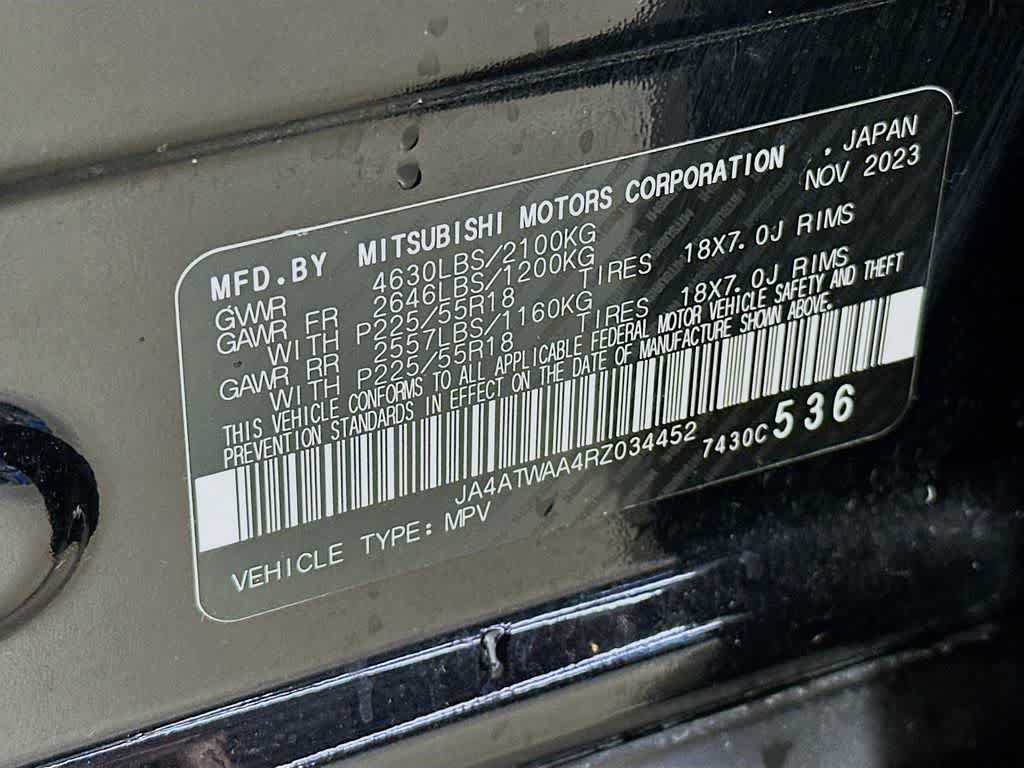 MFD.BY MITSUBISHI MOTORS CORPORATION . JAPAN
NOV 2023
GVWR 4630LBS/2100KG
GAWR FR 2646LBS/1200KG
WITH P225/55R18 TIRES 18X7.0J RIMS
GAWR RR 2557LBS/1160KG
WITH P225/55R18 TIRES 18X7.0J RIMS
THIS VEHICLE CONFORMS TO ALL APPLICABLE FEDERAL MOTOR VEHICLE SAFETY AND THEFT
PREVENTION STANDARDS IN EFFECT ON THE DATE OF MANUFACTURE SHOWN ABOVE.
JA4ATWAA4RZ034452 7430C 536
VEHICLE TYPE: MPV